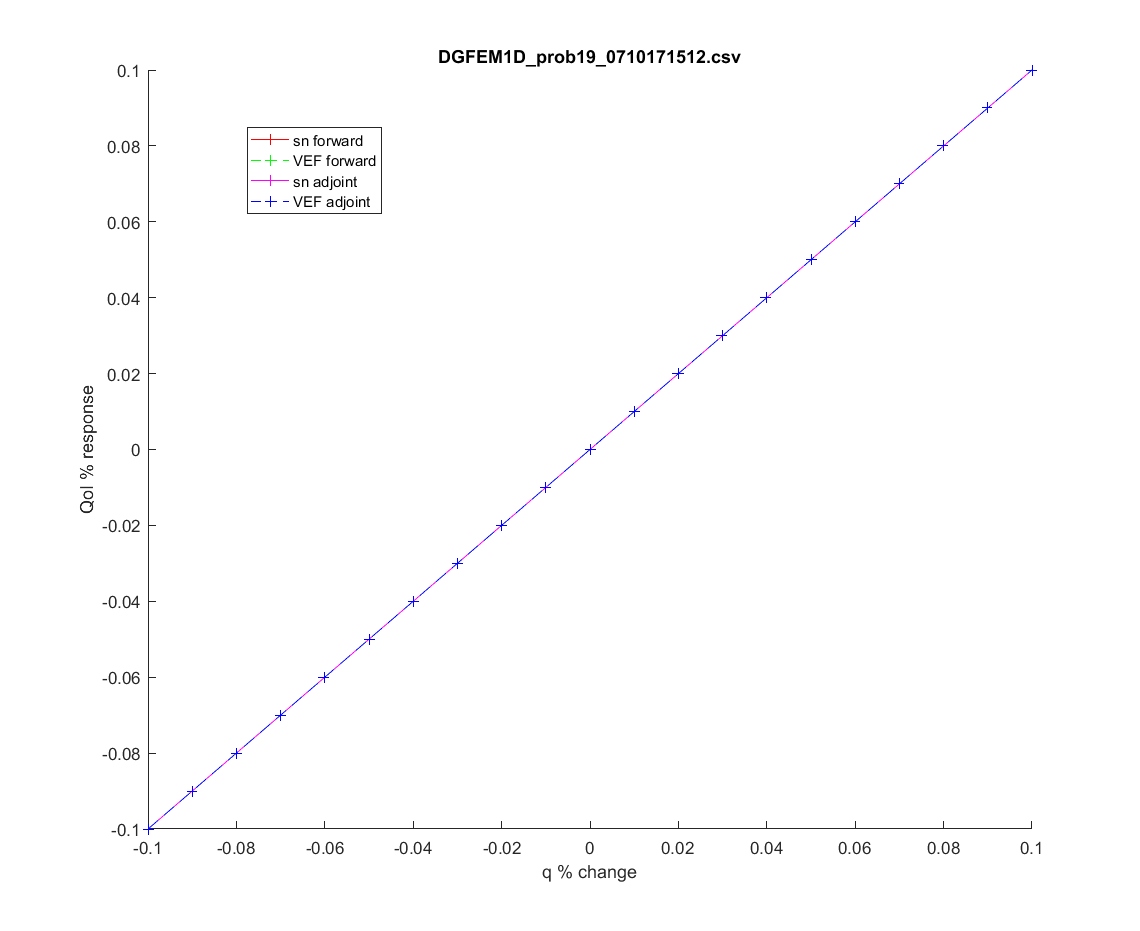 DGFEM1D_prob19_0710171512.csv
0.1
0.08
0.06
0.04
0.02
0
-0.02
-0.04
-0.06
-0.08
-0.1
QoI % response
sn forward
VEF forward
sn adjoint
VEF adjoint
-0.1 -0.08 -0.06 -0.04 -0.02 0 0.02 0.04 0.06 0.08 0.1
q % change